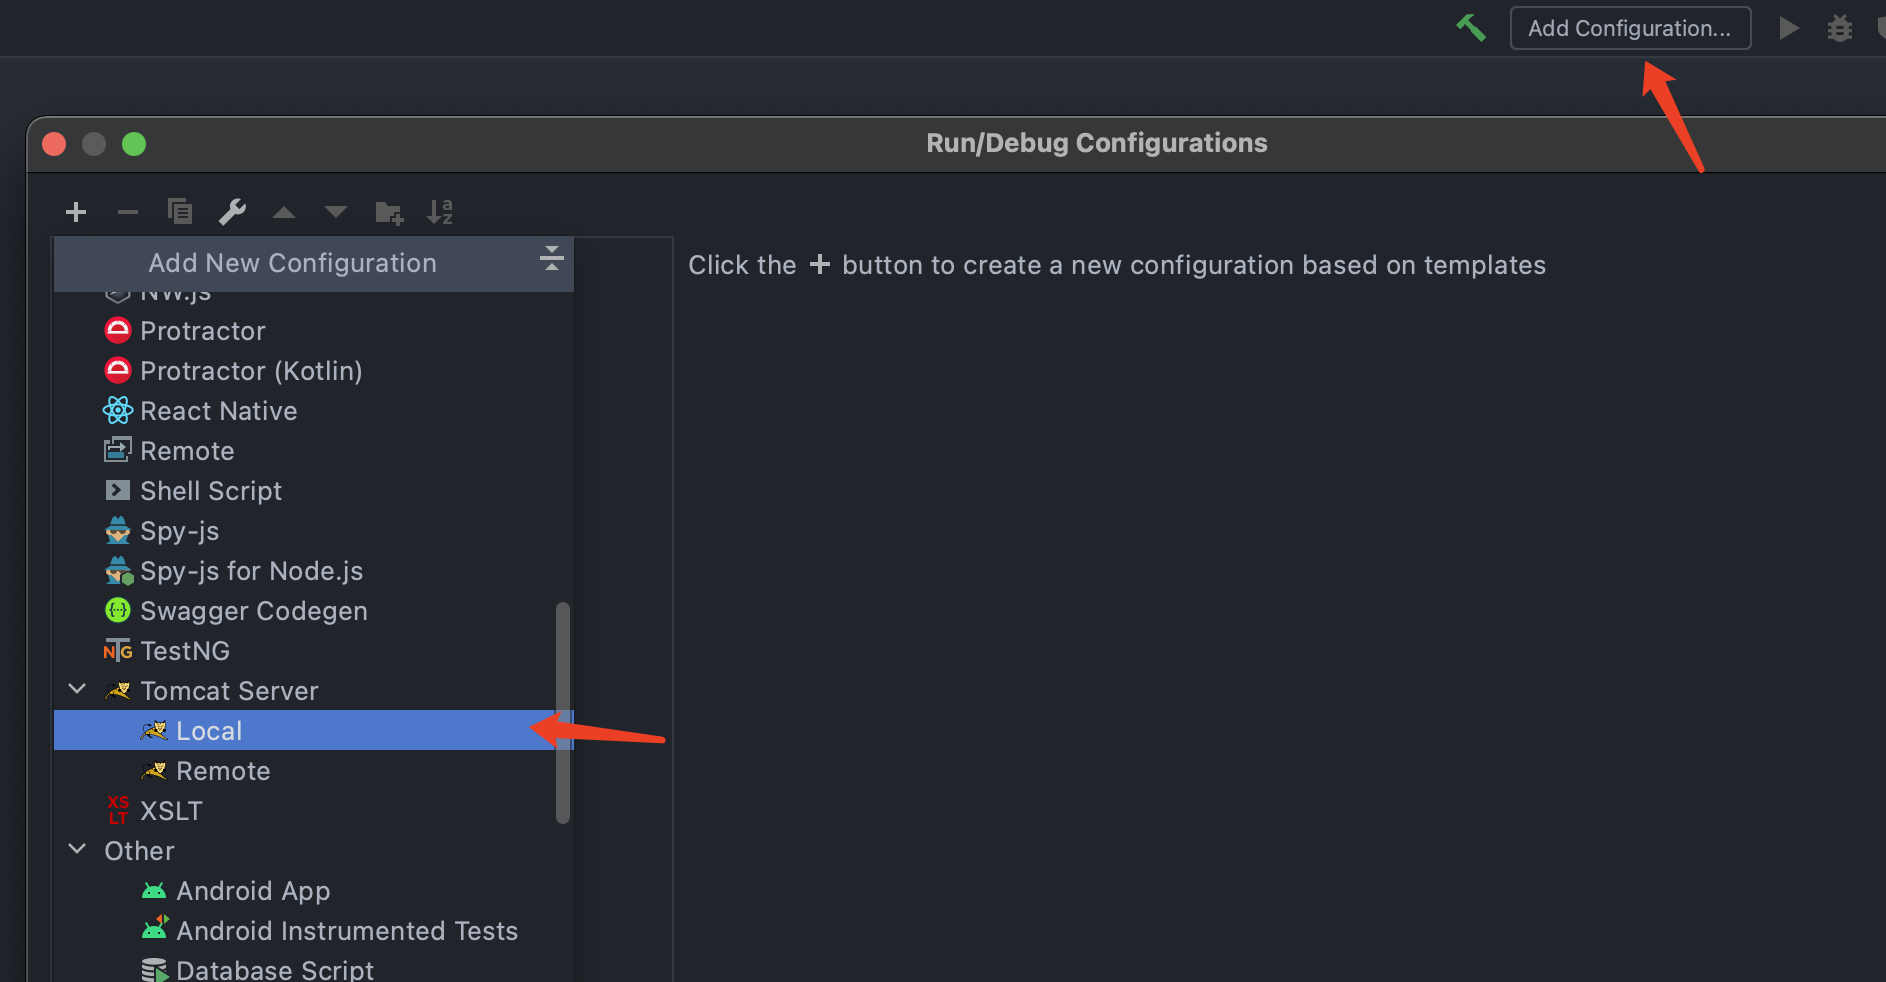 Add Configuration...
Run/Debug Configurations
Add New Configuration
Click the + button to create a new configuration based on templates
NW.js
Protractor
Protractor (Kotlin)
React Native
Remote
Shell Script
Spy-js
Spy-js for Node.js
Swagger Codegen
TestNG
Tomcat Server
Local
Remote
XSLT
Other
Android App
Android Instrumented Tests
Database Script